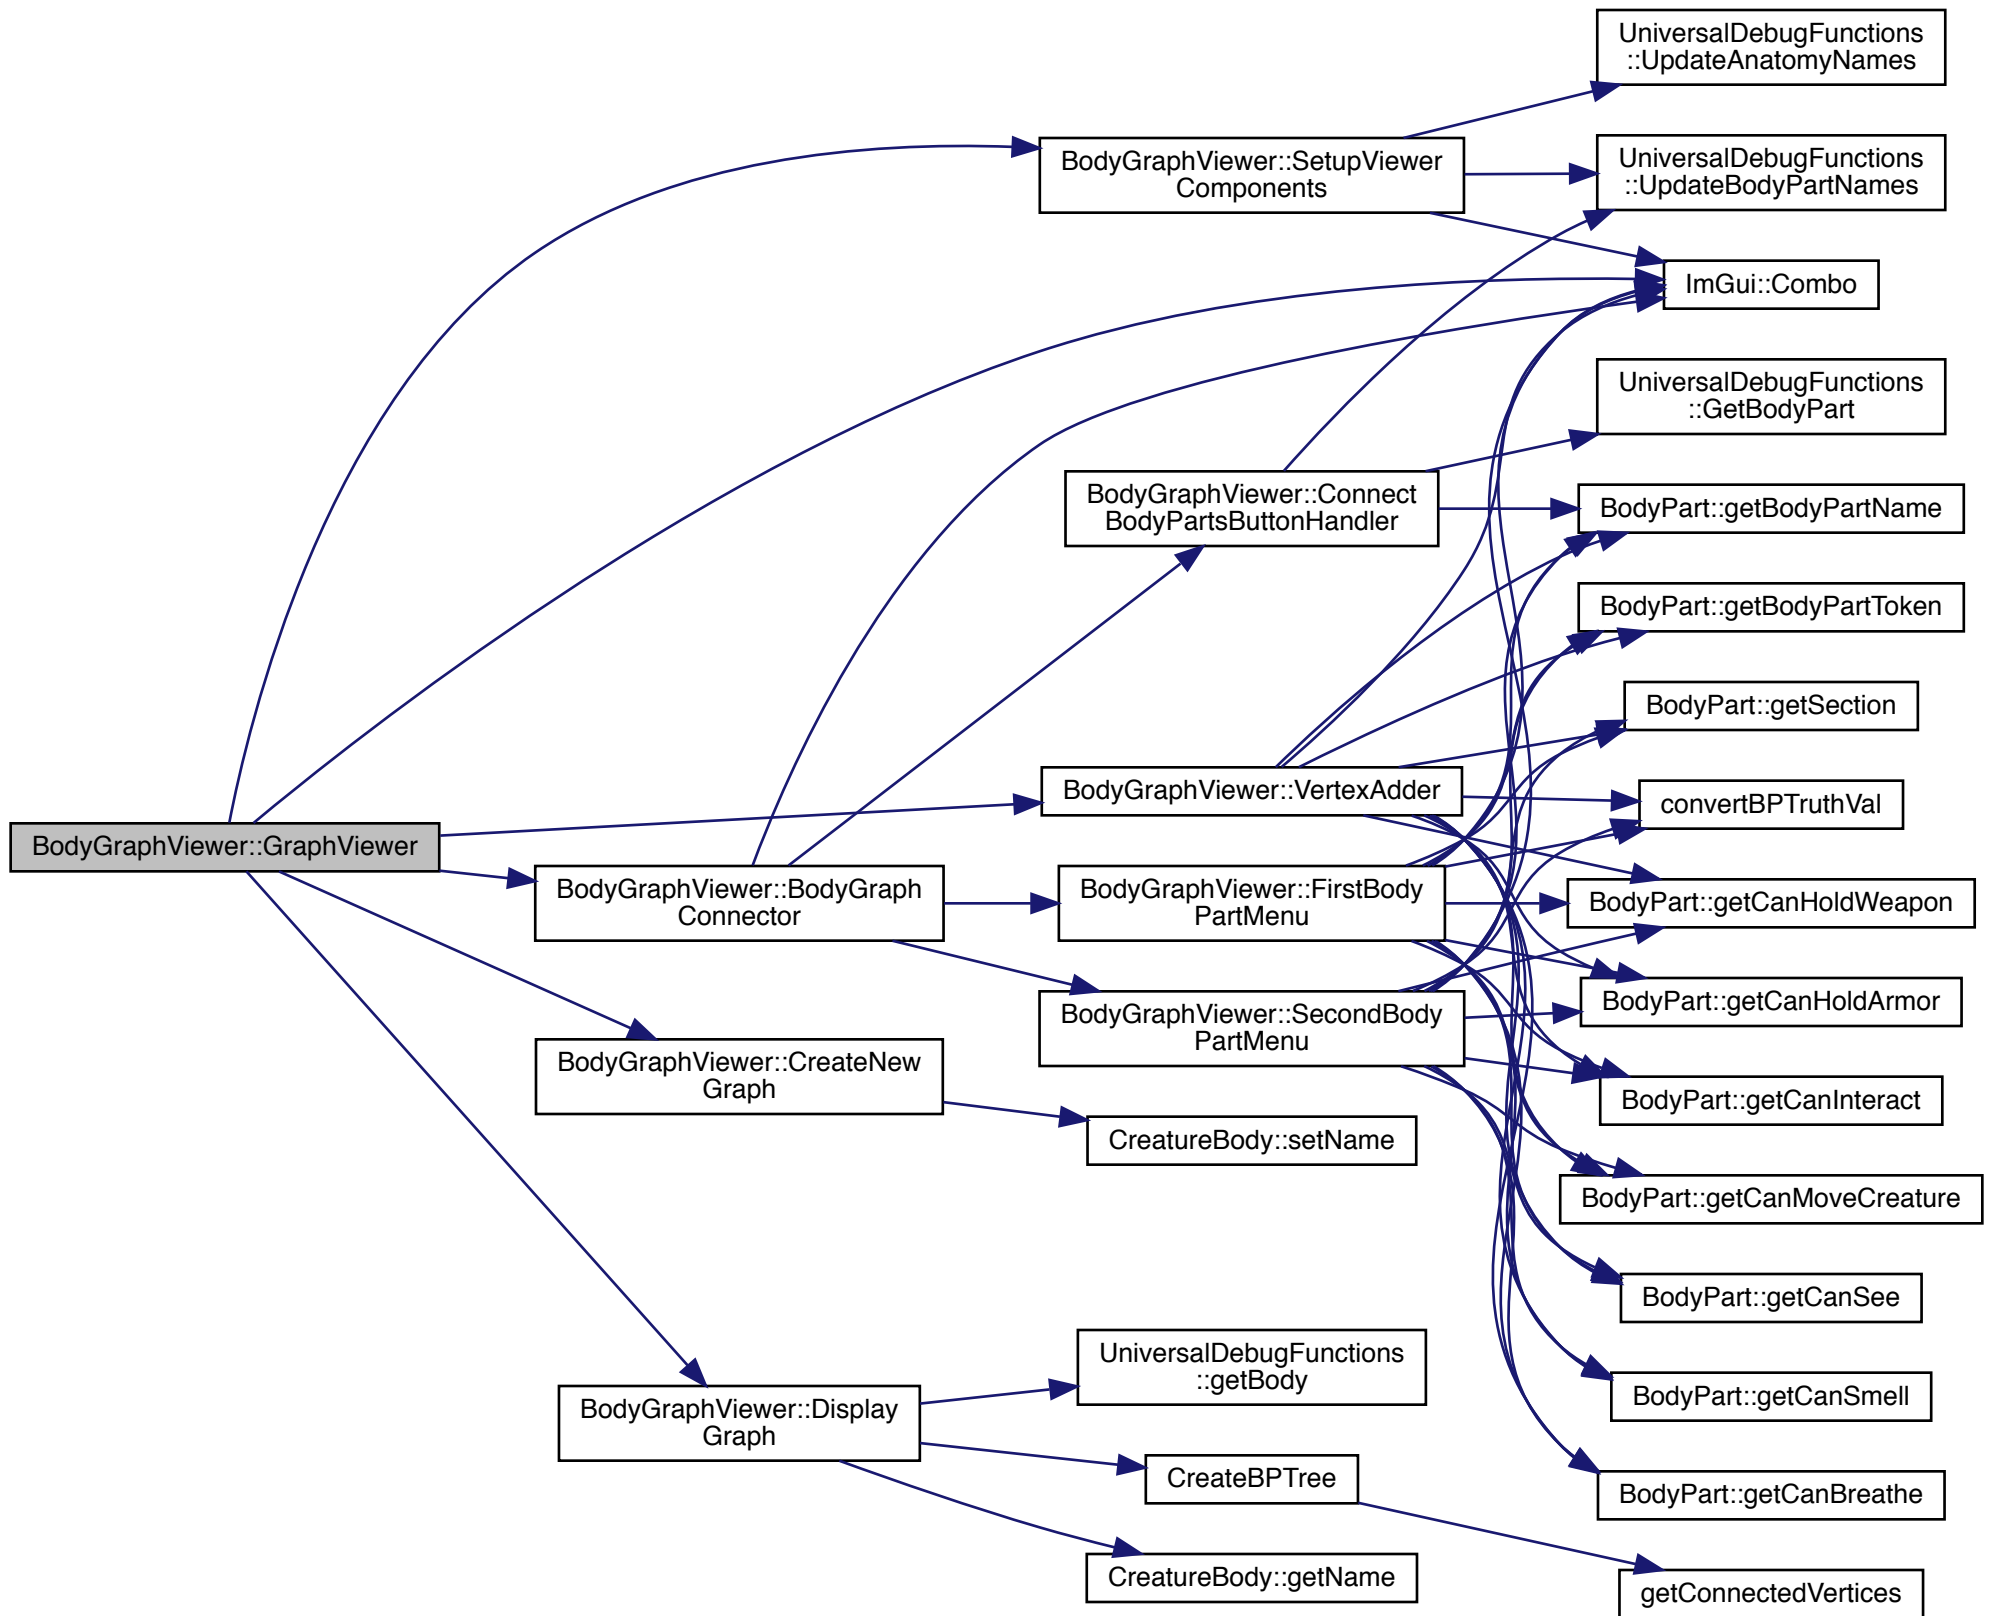 UniversalDebugFunctions
::UpdateAnatomyNames
BodyGraphViewer::SetupViewer
Components
UniversalDebugFunctions
::UpdateBodyPartNames
ImGui::Combo
UniversalDebugFunctions
::GetBodyPart
BodyGraphViewer::Connect
BodyPartsButtonHandler
BodyPart::getBodyPartName
BodyPart::getBodyPartToken
BodyPart::getSection
BodyGraphViewer::VertexAdder
convertBPTruthVal
BodyGraphViewer::GraphViewer
BodyGraphViewer::BodyGraph
Connector
BodyGraphViewer::FirstBody
PartMenu
BodyPart::getCanHoldWeapon
BodyGraphViewer::SecondBody
PartMenu
BodyPart::getCanHoldArmor
BodyGraphViewer::CreateNew
Graph
BodyPart::getCanInteract
CreatureBody::setName
BodyPart::getCanMoveCreature
BodyPart::getCanSee
UniversalDebugFunctions
::getBody
BodyPart::getCanSmell
BodyGraphViewer::Display
Graph
CreateBPTree
BodyPart::getCanBreathe
CreatureBody::getName
getConnectedVertices